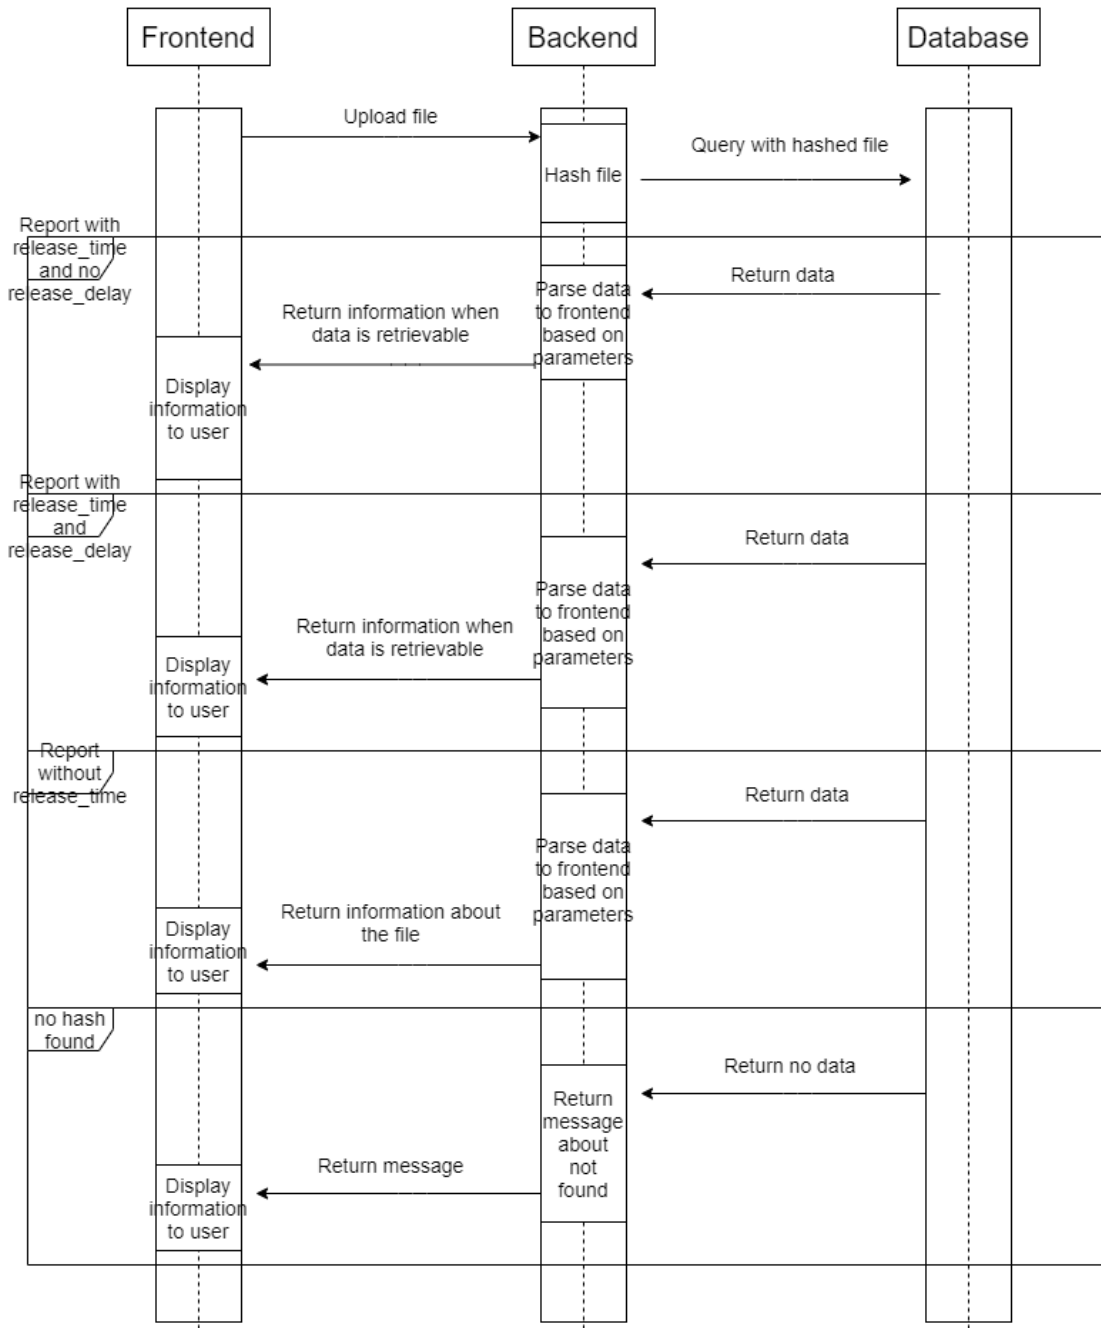 Frontend
Backend
Database
Upload file
Query with hashed file
Hash file
Report with
release_time
and no
release_delay
Return data
Parse data
to frontend
based on
parameters
Return information when
data is retrievable
Display
information
to user
Report with
release_time
and
release_delay
Return data
Parse data
to frontend
based on
parameters
Return information when
data is retrievable
Display
information
to user
Report
without
release_time
Return data
Parse data
to frontend
based on
parameters
Return information about
the file
Display
information
to user
no hash
found
Return no data
Return
message
about
not
found
Return message
Display
information
to user